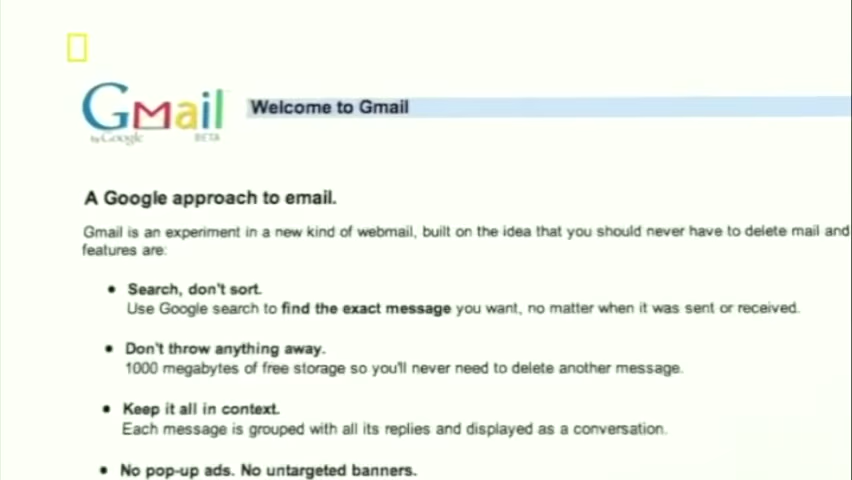 Gmail
by Google BETA
Welcome to Gmail
A Google approach to email.
Gmail is an experiment in a new kind of webmail, built on the idea that you should never have to delete mail and
features are:
• Search, don't sort.
Use Google search to find the exact message you want, no matter when it was sent or received.
• Don't throw anything away.
1000 megabytes of free storage so you'll never need to delete another message.
• Keep it all in context.
Each message is grouped with all its replies and displayed as a conversation.
• No pop-up ads. No untargeted banners.